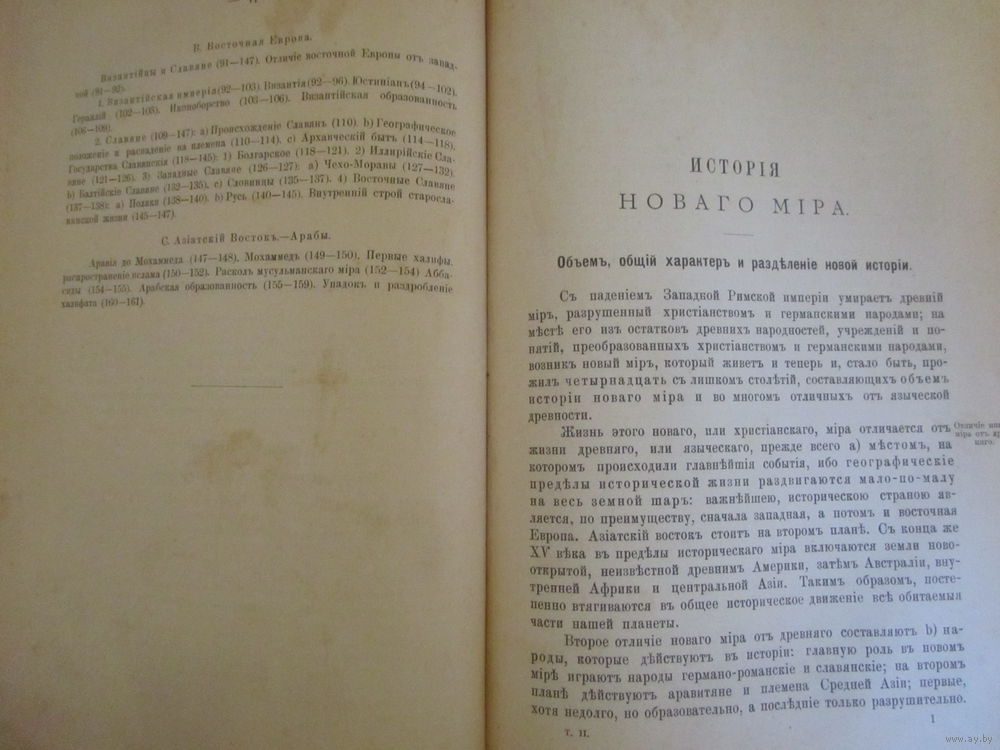 В. Восточная Европа.
Византійцы и Славяне (91—147). Отличіе восточной Европы отъ запад-
ной (91—92).
1. Византійская имперія (92—103). Византія (92—96). Юстиніанъ (94—102).
Гераклій (102—103). Иконоборство (103—106). Византійская образованность
(106—109).
2. Славяне (109—147): а) Происхожденіе Славянъ (110). b) Географическое
положеніе и распаденіе на племена (110—114). с) Архаическій бытъ (114—118).
Государства Славянскія (118—145): 1) Болгарское (118—121). 2) Иллирійскіе Сла-
вяне (121—126). 3) Западные Славяне (126—127): а) Чехо-Мораны (127—132).
b) Балтійскіе Славяне (132—135). с) Словинцы (135—137). 4) Восточные Славяне
(137—138): а) Поляки (138—140). b) Русь (140—145). Внутренній строй старосла-
вянской жизни (145—147).
С. Азіатскій Востокъ.—Арабы.
Аравія до Мохаммеда (147—148). Мохаммедъ (149—150). Первые халифы,
распространеніе ислама (150—152). Расколъ мусульманскаго міра (152—154) Абба-
сиды (154—155). Арабская образованность (155—159). Упадокъ и раздробленіе
халифата (160—161).
ИСТОРІЯ
НОВАГО МІРА.
Объемъ, общій характеръ и раздѣленіе новой исторіи.
Съ паденіемъ Западной Римской имперіи умираетъ древній
міръ, разрушенный христіанствомъ и германскими народами; на
мѣстѣ его изъ остатковъ древнихъ народностей, учрежденій и по-
нятій, преобразованныхъ христіанствомъ и германскими народами,
возникъ новый міръ, который живетъ и теперь и, стало быть, про-
жилъ четырнадцать съ лишкомъ столѣтій, составляющихъ объемъ
исторіи новаго міра и во многомъ отличныхъ отъ языческой
древности.
Жизнь этого новаго, или христіанскаго, міра отличается отъ
жизни древняго, или языческаго, прежде всего а) мѣстомъ, на
которомъ происходили главнѣйшія событія, ибо географическіе
предѣлы исторической жизни раздвигаются мало-по-малу
на весь земной шаръ: важнѣйшею, историческою страною яв-
ляется, по преимуществу, сначала западная, а потомъ и восточная
Европа. Азіатскій востокъ стоитъ на второмъ планѣ. Съ конца же
XV вѣка въ предѣлы историческаго міра включаются земли ново-
открытой, неизвѣстной древнимъ Америки, затѣмъ Австраліи, вну-
тренней Африки и центральной Азіи. Такимъ образомъ, посте-
пенно втягиваются въ общее историческое движеніе всѣ обитаемыя
части нашей планеты.
Второе отличіе новаго міра отъ древняго составляютъ b) на-
роды, которые дѣйствуютъ въ исторіи: главную роль въ новомъ
мірѣ играютъ народы германо-романскіе и славянскіе; на второмъ
планѣ дѣйствуютъ аравитяне и племена Средней Азіи; первые,
хотя недолго, но образовательно, а послѣдніе только разрушительно.
Отличіе
міра отъ
няго.
Т. II.
1
www.ay.by